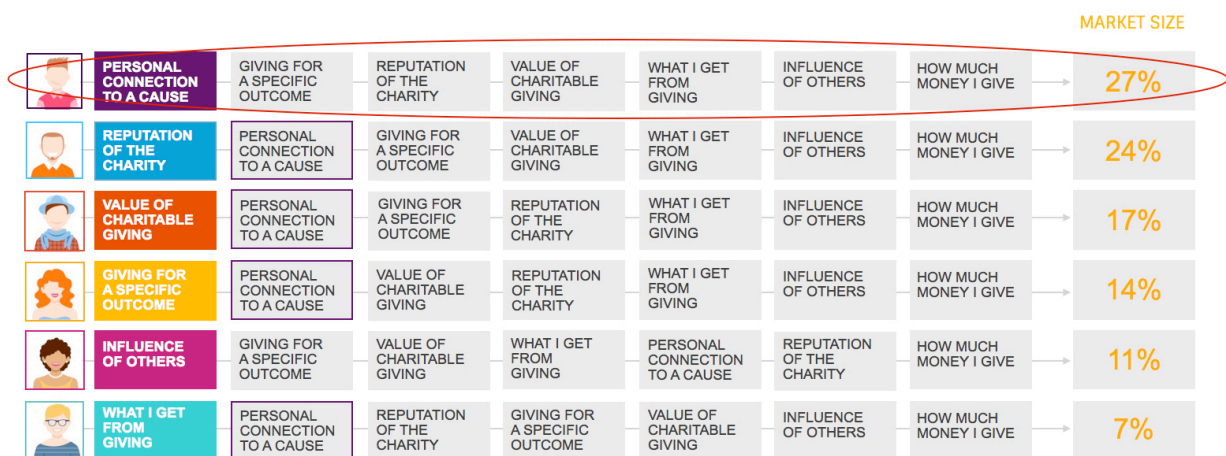 MARKET SIZE
PERSONAL
CONNECTION
TO A CAUSE
GIVING FOR
A SPECIFIC
OUTCOME
REPUTATION
OF THE
CHARITY
VALUE OF
CHARITABLE
GIVING
WHAT I GET
FROM
GIVING
INFLUENCE
OF OTHERS
HOW MUCH
MONEY I GIVE
27%
REPUTATION
OF THE
CHARITY
PERSONAL
CONNECTION
TO A CAUSE
GIVING FOR
A SPECIFIC
OUTCOME
VALUE OF
CHARITABLE
GIVING
WHAT I GET
FROM
GIVING
INFLUENCE
OF OTHERS
HOW MUCH
MONEY I GIVE
24%
VALUE OF
CHARITABLE
GIVING
PERSONAL
CONNECTION
TO A CAUSE
GIVING FOR
A SPECIFIC
OUTCOME
REPUTATION
OF THE
CHARITY
WHAT I GET
FROM
GIVING
INFLUENCE
OF OTHERS
HOW MUCH
MONEY I GIVE
17%
GIVING FOR
A SPECIFIC
OUTCOME
PERSONAL
CONNECTION
TO A CAUSE
VALUE OF
CHARITABLE
GIVING
REPUTATION
OF THE
CHARITY
WHAT I GET
FROM
GIVING
INFLUENCE
OF OTHERS
HOW MUCH
MONEY I GIVE
14%
INFLUENCE
OF OTHERS
GIVING FOR
A SPECIFIC
OUTCOME
VALUE OF
CHARITABLE
GIVING
WHAT I GET
FROM
GIVING
PERSONAL
CONNECTION
TO A CAUSE
REPUTATION
OF THE
CHARITY
HOW MUCH
MONEY I GIVE
11%
WHAT I GET
FROM
GIVING
PERSONAL
CONNECTION
TO A CAUSE
REPUTATION
OF THE
CHARITY
GIVING FOR
A SPECIFIC
OUTCOME
VALUE OF
CHARITABLE
GIVING
INFLUENCE
OF OTHERS
HOW MUCH
MONEY I GIVE
7%